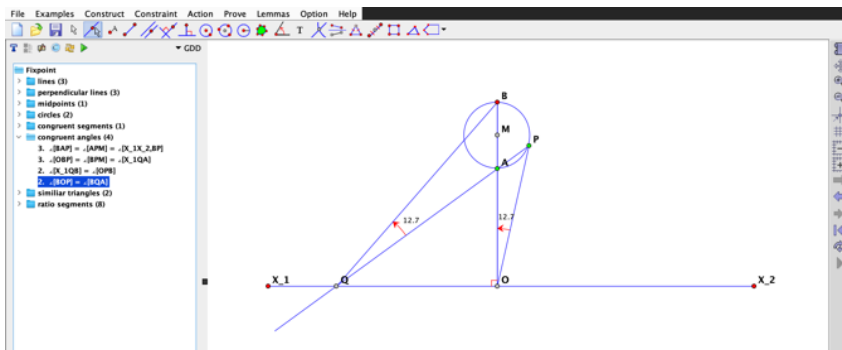 File Examples Construct Constraint Action Prove Lemmas Option Help
A T
GDD
Fixpoint
lines (3)
perpendicular lines (3)
midpoints (1)
circles (2)
congruent segments (1)
congruent angles (4)
3. ∠[BAP] = ∠[APM] = ∠[X_1X_2,BP]
3. ∠[OBP] = ∠[BPM] = ∠[X_1QA]
2. ∠[X_1QB] = ∠[OPB]
2. ∠[BOP] = ∠[BQA]
similiar triangles (2)
ratio segments (8)
B
M
P
A
12.7
12.7
X_1
Q
O
X_2